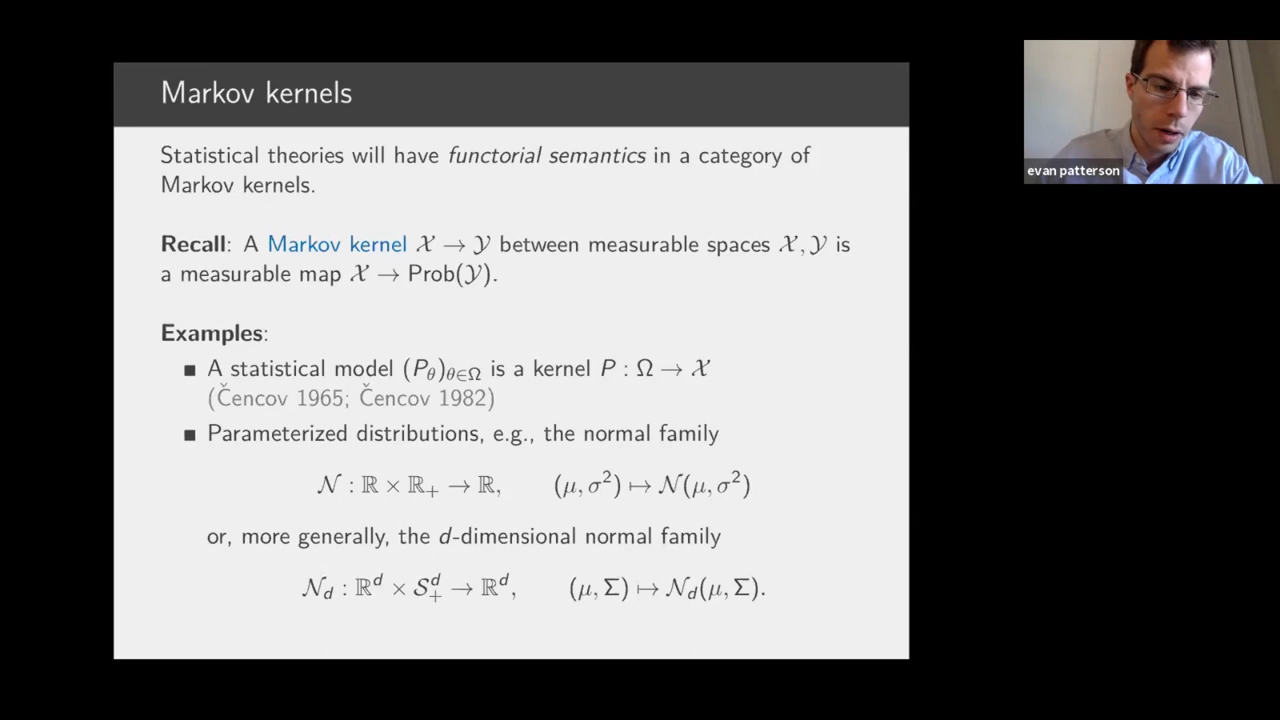 Markov kernels
Statistical theories will have functorial semantics in a category of
Markov kernels.
Recall: A Markov kernel 𝒳 → 𝒴 between measurable spaces 𝒳, 𝒴 is
a measurable map 𝒳 → Prob(𝒴).
Examples:
■ A statistical model (P_θ)_{θ∈Ω} is a kernel P : Ω → 𝒳
(Čencov 1965; Čencov 1982)
■ Parameterized distributions, e.g., the normal family
𝒩 : ℝ × ℝ₊ → ℝ, (μ, σ²) ↦ 𝒩(μ, σ²)
or, more generally, the d-dimensional normal family
𝒩_d : ℝ^d × 𝒮₊^d → ℝ^d, (μ, Σ) ↦ 𝒩_d(μ, Σ).
evan patterson